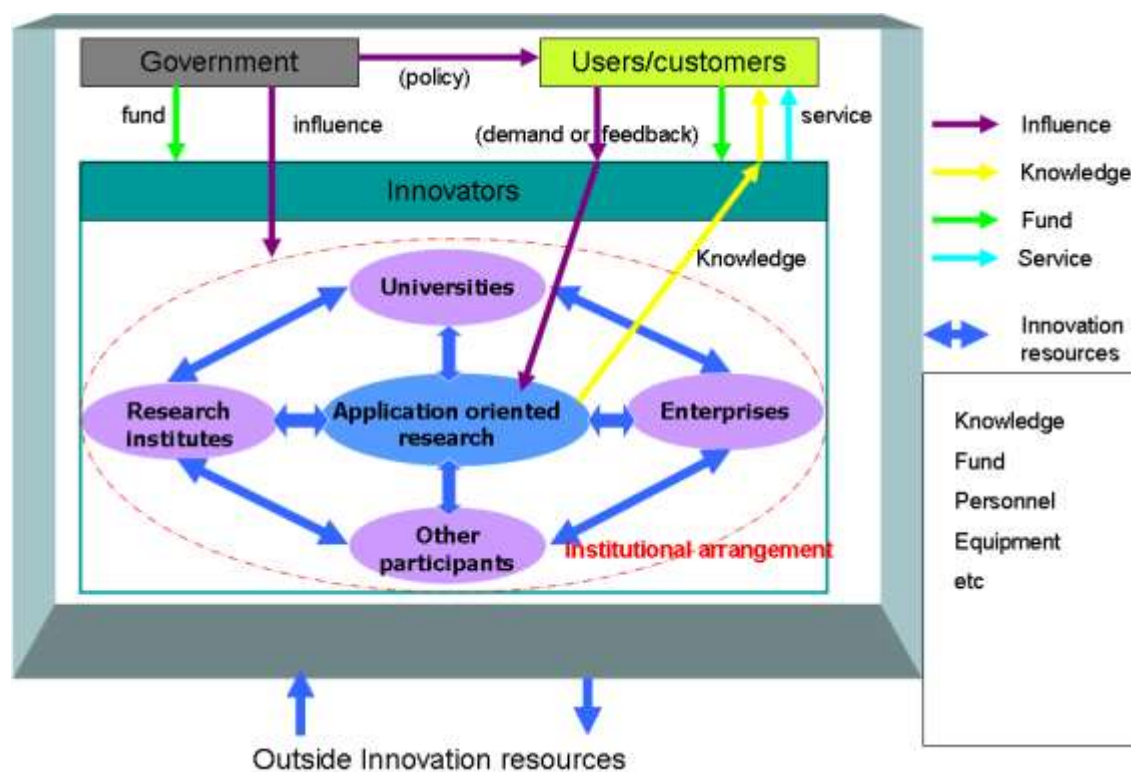 Government
Users/customers
(policy)
fund
influence
(demand or feedback)
service
Innovators
Knowledge
Universities
Research
institutes
Application oriented
research
Enterprises
Other
participants
Institutional arrangement
Outside Innovation resources
Influence
Knowledge
Fund
Service
Innovation
resources
Knowledge
Fund
Personnel
Equipment
etc